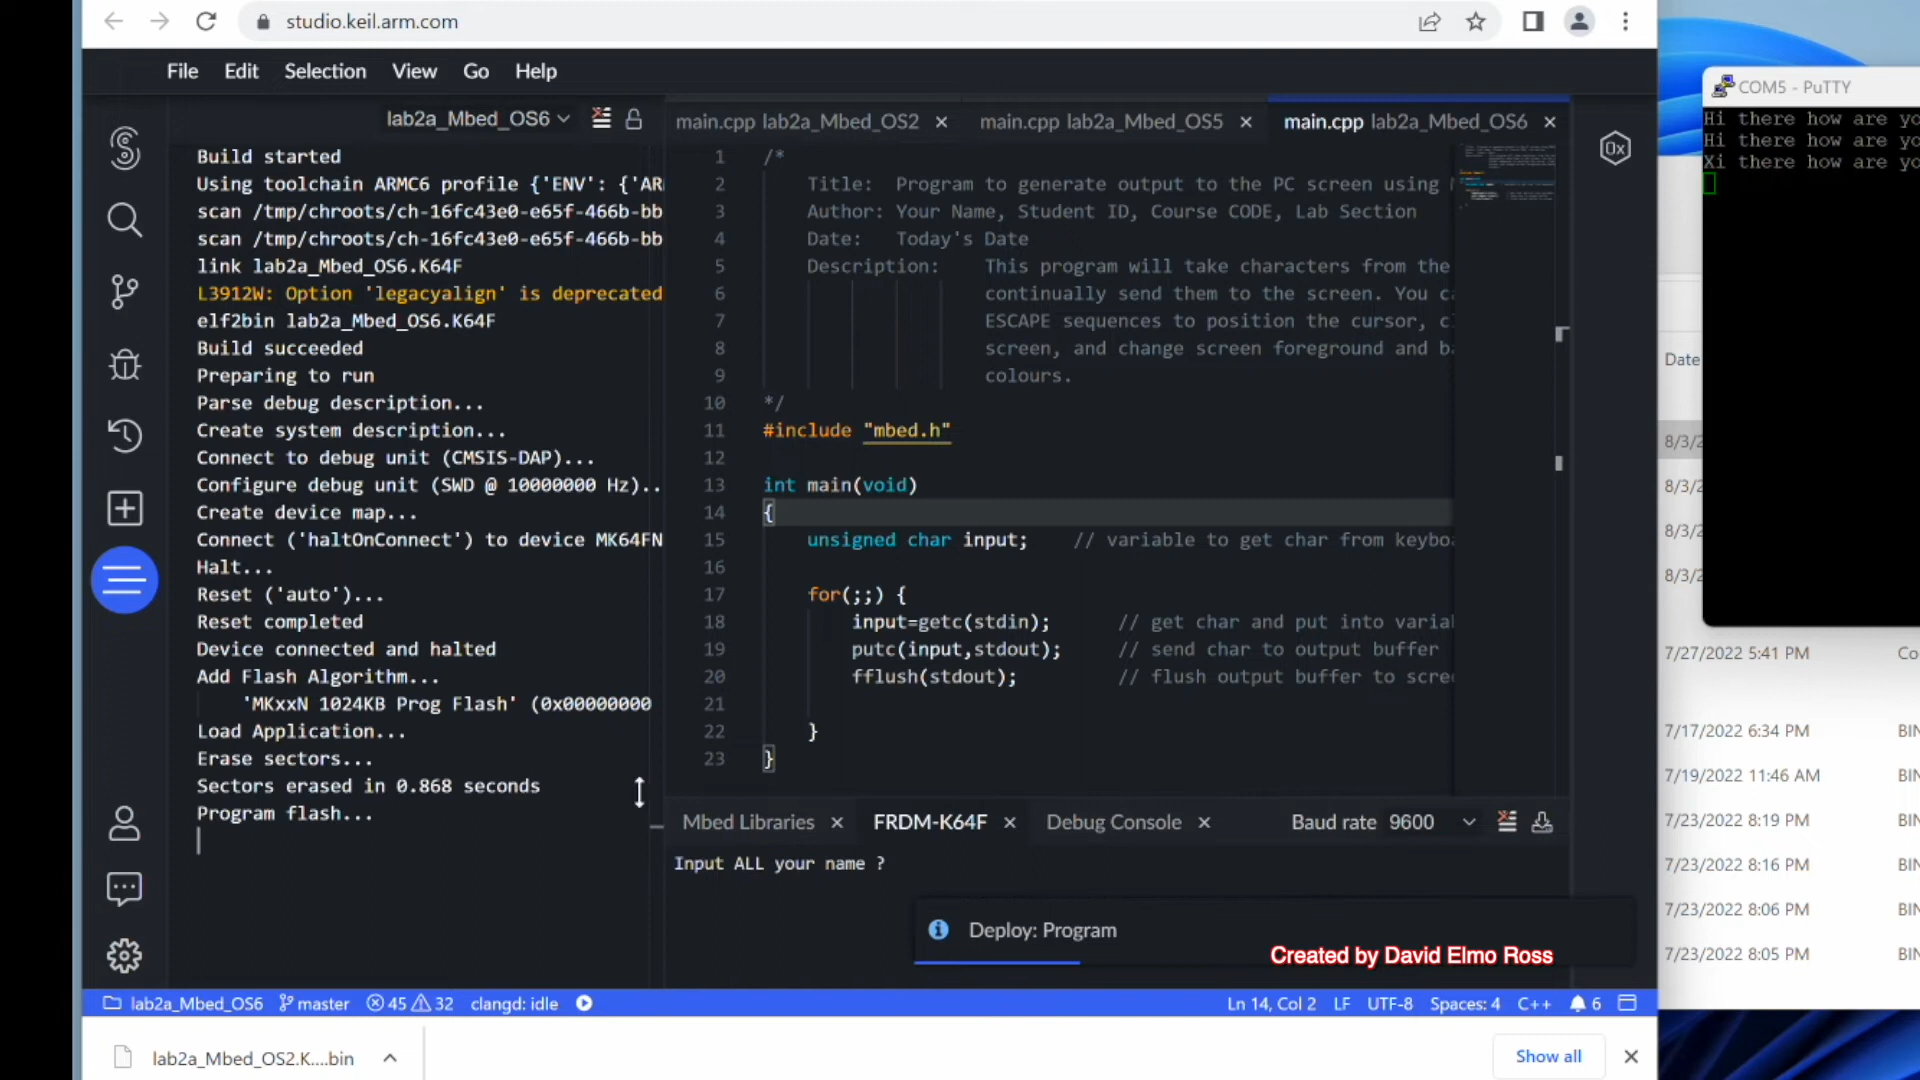 studio.keil.arm.com
File Edit Selection View Go Help
lab2a_Mbed_OS6
main.cpp lab2a_Mbed_OS2
main.cpp lab2a_Mbed_OS5
main.cpp lab2a_Mbed_OS6
Build started
Using toolchain ARMC6 profile {'ENV': {'AR
scan /tmp/chroots/ch-16fc43e0-e65f-466b-bb
scan /tmp/chroots/ch-16fc43e0-e65f-466b-bb
link lab2a_Mbed_OS6.K64F
L3912W: Option 'legacyalign' is deprecated
elf2bin lab2a_Mbed_OS6.K64F
Build succeeded
Preparing to run
Parse debug description...
Create system description...
Connect to debug unit (CMSIS-DAP)...
Configure debug unit (SWD @ 10000000 Hz)..
Create device map...
Connect ('haltOnConnect') to device MK64FN
Halt...
Reset ('auto')...
Reset completed
Device connected and halted
Add Flash Algorithm...
'MKxxN 1024KB Prog Flash' (0x00000000
Load Application...
Erase sectors...
Sectors erased in 0.868 seconds
Program flash...
1 /*
2 Title: Program to generate output to the PC screen using
3 Author: Your Name, Student ID, Course CODE, Lab Section
4 Date: Today's Date
5 Description: This program will take characters from the
6 continually send them to the screen. You
7 ESCAPE sequences to position the cursor,
8 screen, and change screen foreground and
9 colours.
10 */
11 #include "mbed.h"
12
13 int main(void)
14 {
15 unsigned char input; // variable to get char from keybo
16
17 for(;;) {
18 input=getc(stdin); // get char and put into varia
19 putc(input,stdout); // send char to output buffer
20 fflush(stdout); // flush output buffer to scre
21
22 }
23 }
0x
Mbed Libraries
FRDM-K64F
Debug Console
Baud rate 9600
Input ALL your name ?
Deploy: Program
Created by David Elmo Ross
lab2a_Mbed_OS6 master 45 32 clangd: idle
Ln 14, Col 2 LF UTF-8 Spaces: 4 C++ 6
lab2a_Mbed_OS2.K....bin
Show all
COM5 - PuTTY
Hi there how are yo
Hi there how are yo
Xi there how are yo
Date
8/3/2
8/3/2
8/3/2
8/3/2
7/27/2022 5:41 PM Co
7/17/2022 6:34 PM BIN
7/19/2022 11:46 AM BIN
7/23/2022 8:19 PM BIN
7/23/2022 8:16 PM BIN
7/23/2022 8:06 PM BIN
7/23/2022 8:05 PM BIN